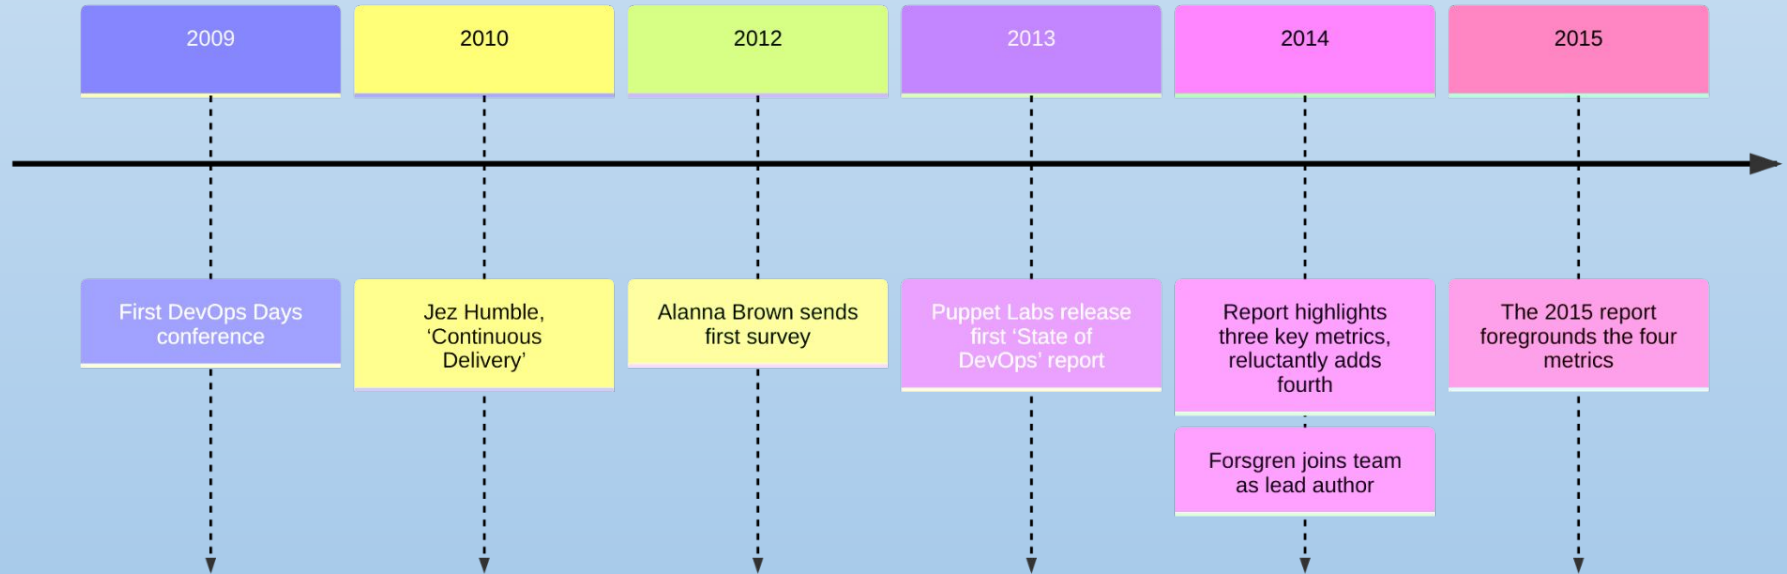 2009
2010
2012
2013
2014
2015
First DevOps Days
conference
Jez Humble,
‘Continuous
Delivery’
Alanna Brown sends
first survey
Puppet Labs release
first ‘State of
DevOps’ report
Report highlights
three key metrics,
reluctantly adds
fourth
Forsgren joins team
as lead author
The 2015 report
foregrounds the four
metrics